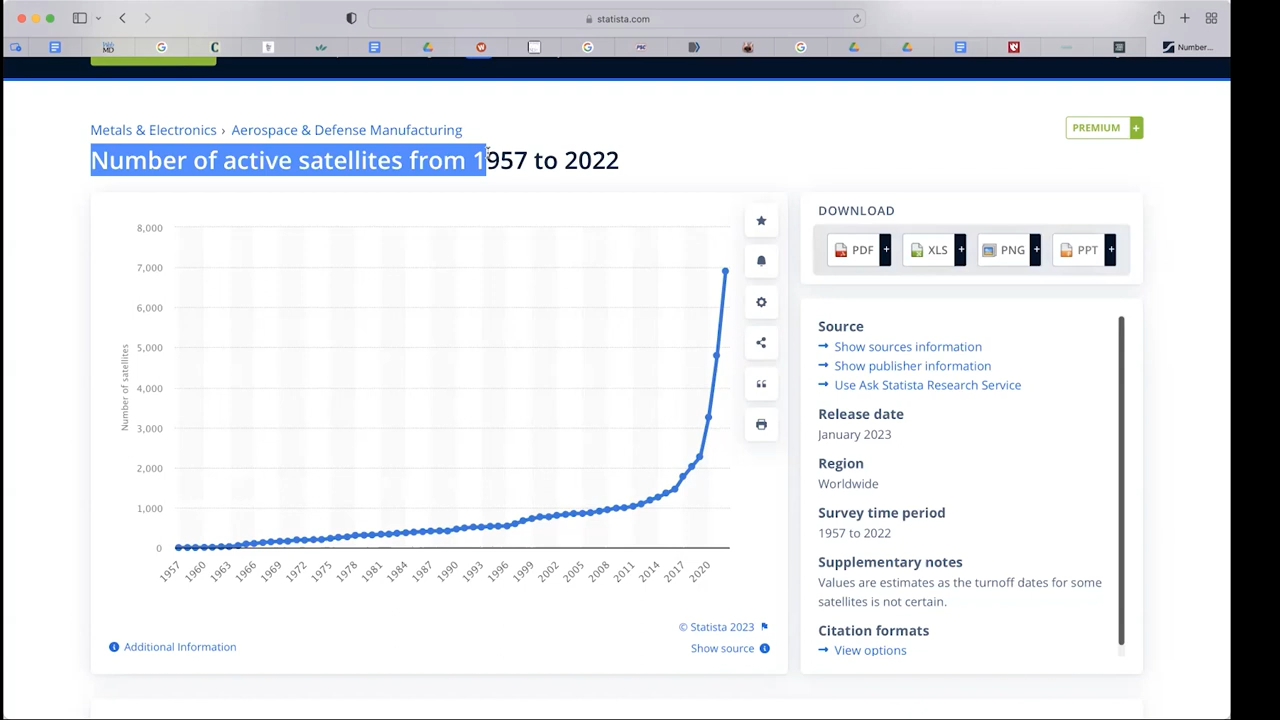 statista.com
Number...
Metals & Electronics › Aerospace & Defense Manufacturing
PREMIUM +
Number of active satellites from 1957 to 2022
8,000
7,000
6,000
5,000
4,000
3,000
2,000
1,000
0
Number of satellites
1957 1960 1963 1966 1969 1972 1975 1978 1981 1984 1987 1990 1993 1996 1999 2002 2005 2008 2011 2014 2017 2020
© Statista 2023
Additional Information
Show source
DOWNLOAD
PDF + XLS + PNG + PPT +
Source
Show sources information
Show publisher information
Use Ask Statista Research Service
Release date
January 2023
Region
Worldwide
Survey time period
1957 to 2022
Supplementary notes
Values are estimates as the turnoff dates for some
satellites is not certain.
Citation formats
View options